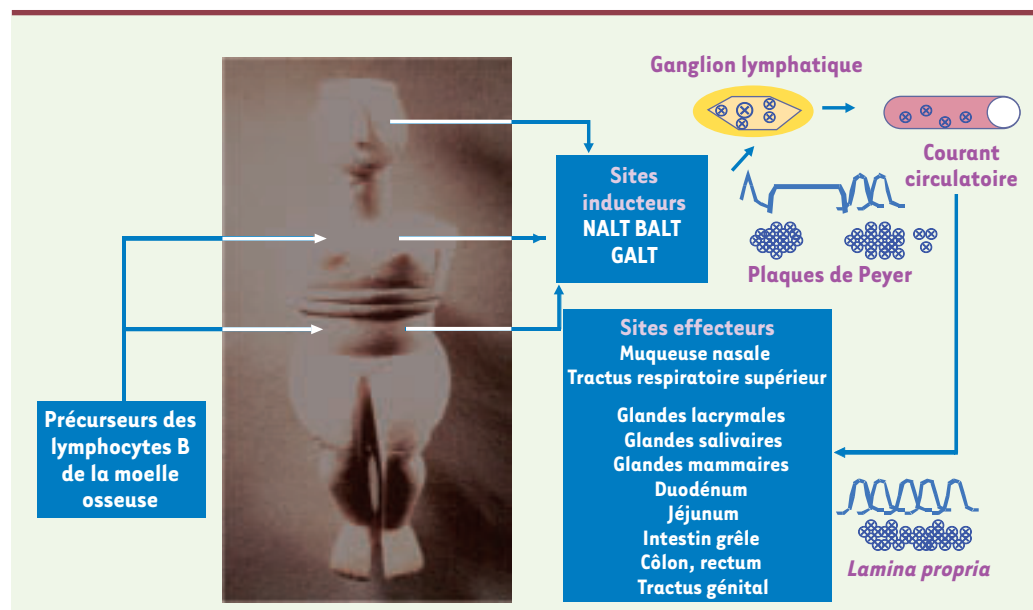 Ganglion lymphatique
Courant
circulatoire
Sites
inducteurs
NALT BALT
GALT
Plaques de Peyer
Sites effecteurs
Muqueuse nasale
Tractus respiratoire supérieur
Glandes lacrymales
Glandes salivaires
Glandes mammaires
Duodénum
Jéjunum
Intestin grêle
Côlon, rectum
Tractus génital
Précurseurs des
lymphocytes B
de la moelle
osseuse
Lamina propria